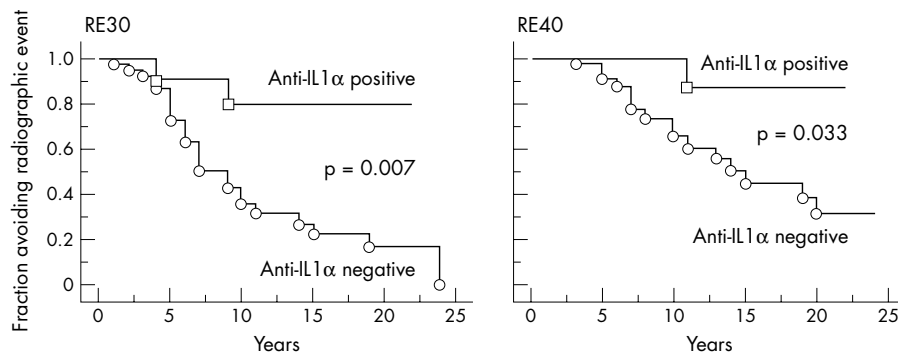 RE30
Fraction avoiding radiographic event
1.0
0.8
0.6
0.4
0.2
0
Anti-IL1α positive
p = 0.007
Anti-IL1α negative
0 5 10 15 20 25
Years
RE40
Anti-IL1α positive
p = 0.033
Anti-IL1α negative
0 5 10 15 20 25
Years